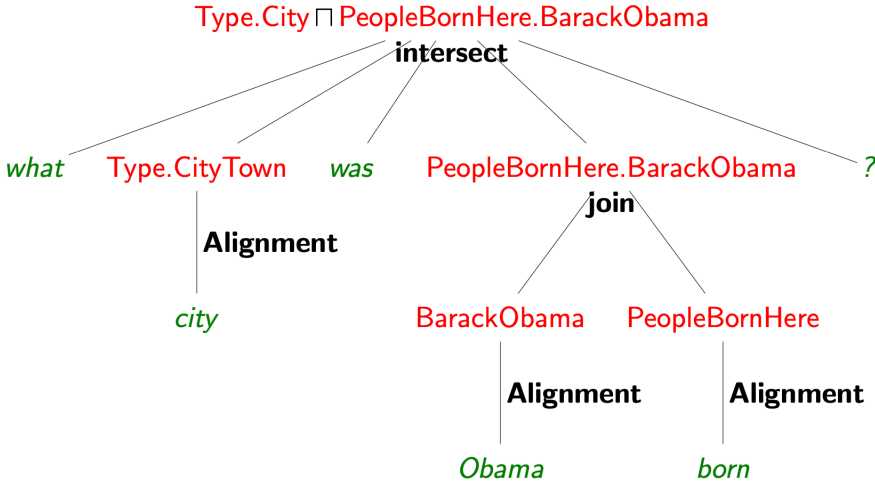 Type.City ⊓ PeopleBornHere.BarackObama
intersect
what Type.CityTown was PeopleBornHere.BarackObama ?
join
Alignment
city BarackObama PeopleBornHere
Alignment Alignment
Obama born